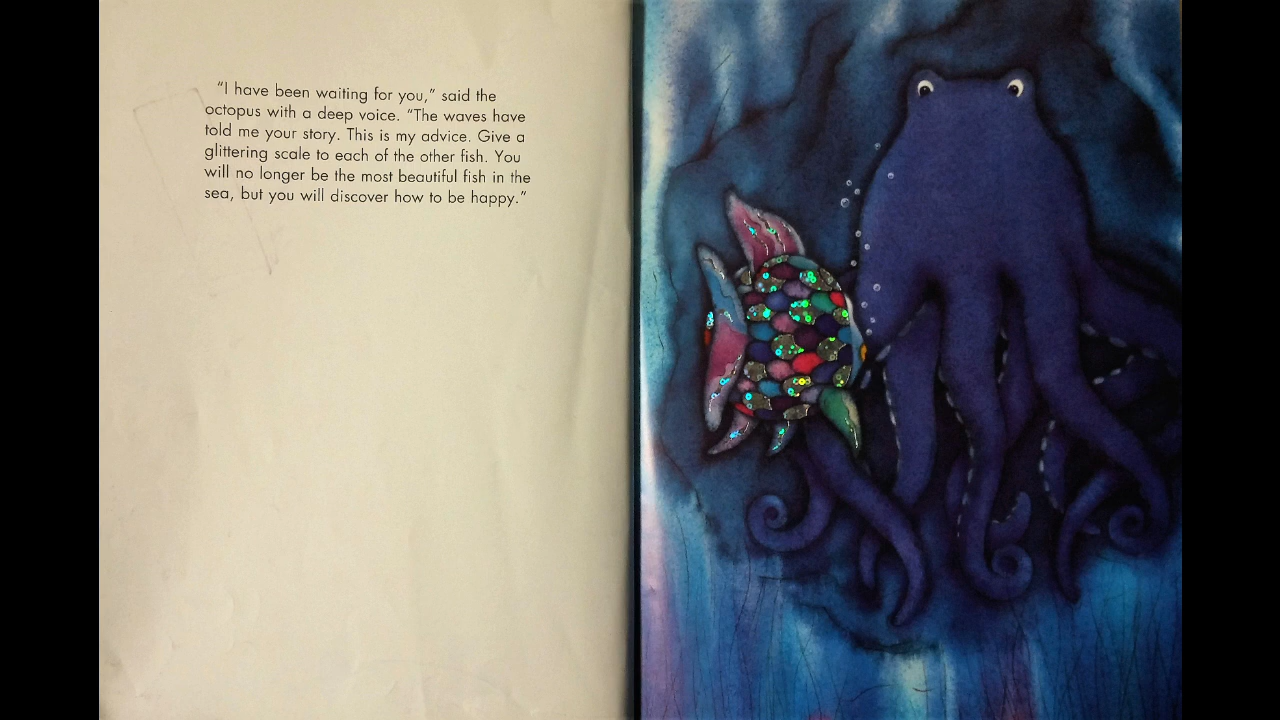 “I have been waiting for you,” said the
octopus with a deep voice. “The waves have
told me your story. This is my advice. Give a
glittering scale to each of the other fish. You
will no longer be the most beautiful fish in the
sea, but you will discover how to be happy.”